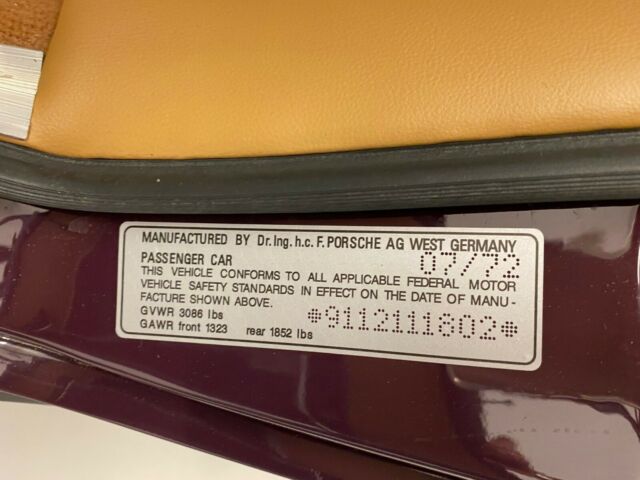 MANUFACTURED BY Dr.Ing.h.c.F.PORSCHE AG WEST GERMANY
PASSENGER CAR 07/72
THIS VEHICLE CONFORMS TO ALL APPLICABLE FEDERAL MOTOR
VEHICLE SAFETY STANDARDS IN EFFECT ON THE DATE OF MANU-
FACTURE SHOWN ABOVE.
GVWR 3086 lbs
GAWR front 1323 rear 1852 lbs
*9112111802*